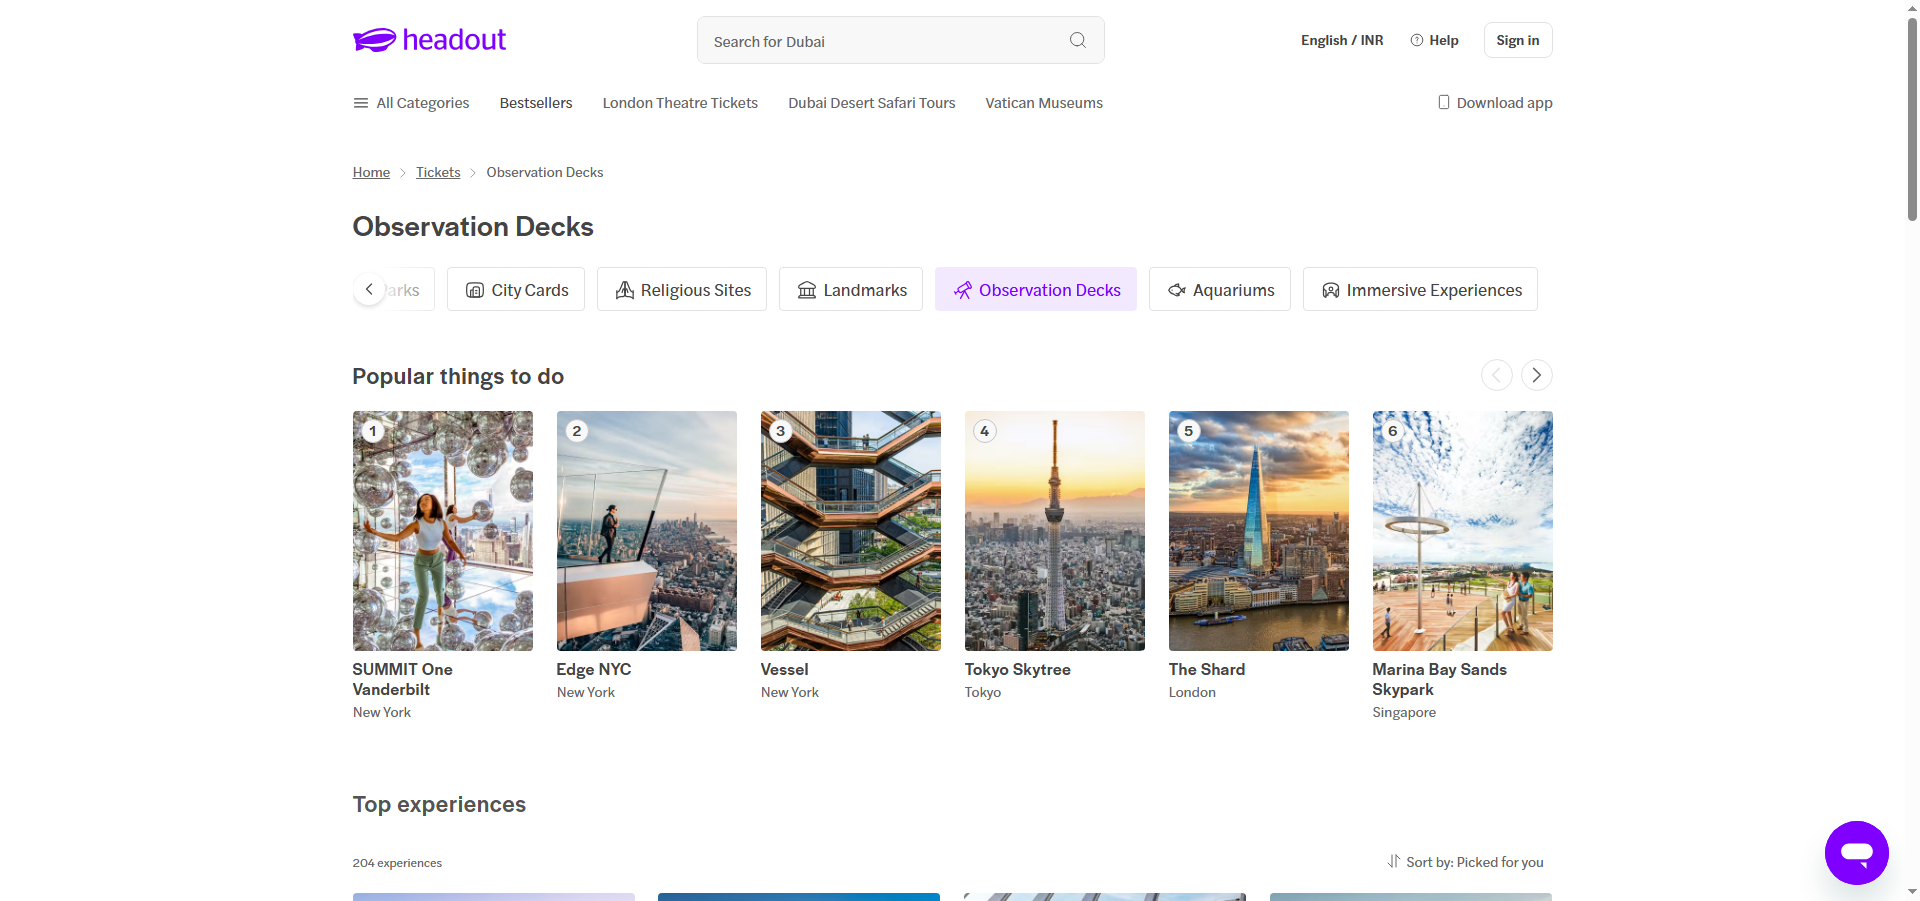 headout
Search for Dubai
English / INR
Help
Sign in
All Categories
Bestsellers
London Theatre Tickets
Dubai Desert Safari Tours
Vatican Museums
Download app
Home
Tickets
Observation Decks
Observation Decks
arks
City Cards
Religious Sites
Landmarks
Observation Decks
Aquariums
Immersive Experiences
Popular things to do
1
2
3
4
5
6
SUMMIT One
Vanderbilt
New York
Edge NYC
New York
Vessel
New York
Tokyo Skytree
Tokyo
The Shard
London
Marina Bay Sands
Skypark
Singapore
Top experiences
204 experiences
Sort by: Picked for you